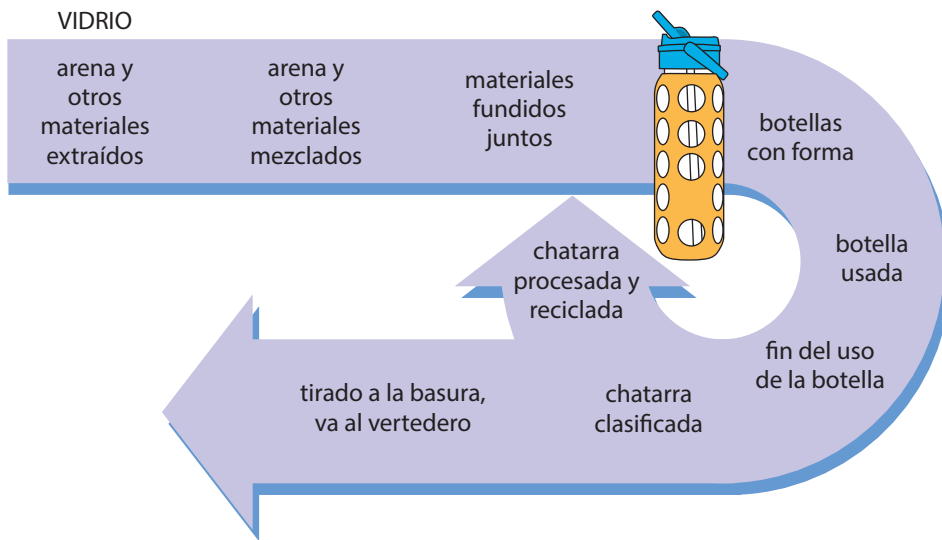 VIDRIO
arena y
otros
materiales
extraídos
arena y
otros
materiales
mezclados
materiales
fundidos
juntos
botellas
con forma
botella
usada
fin del uso
de la botella
chatarra
clasificada
chatarra
procesada y
reciclada
tirado a la basura,
va al vertedero